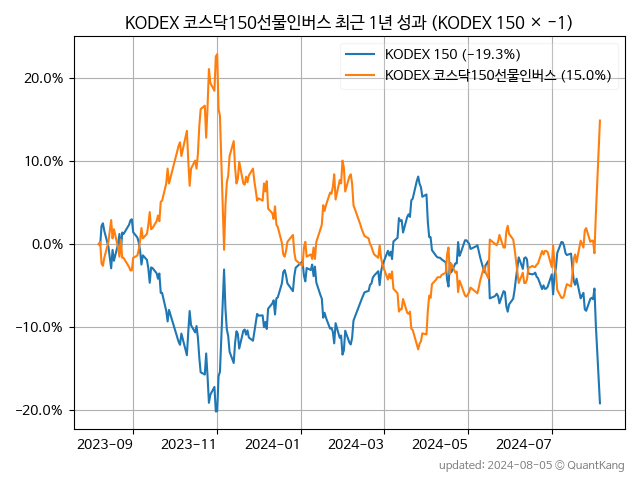 KODEX 코스닥150선물인버스 최근 1년 성과 (KODEX 150 × −1)
KODEX 150 (−19.3%)
KODEX 코스닥150선물인버스 (15.0%)
20.0%
10.0%
0.0%
−10.0%
−20.0%
2023-09
2023-11
2024-01
2024-03
2024-05
2024-07
updated: 2024-08-05 © QuantKang